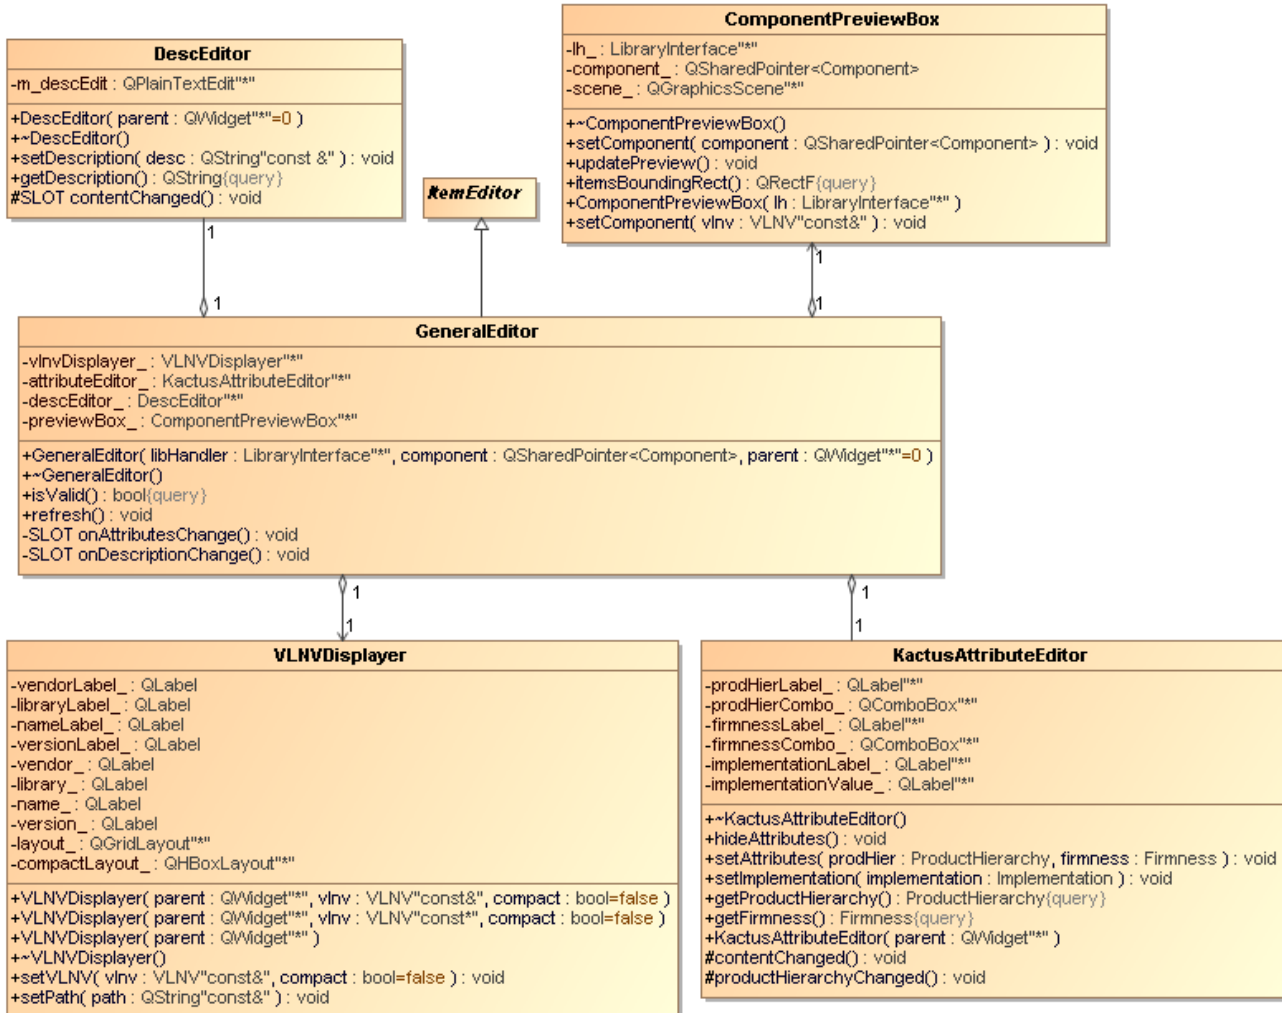 DescEditor
-m_descEdit : QPlainTextEdit"*"
+DescEditor( parent : QWidget"*"=0 )
+~DescEditor()
+setDescription( desc : QString"const &" ) : void
+getDescription() : QString{query}
#SLOT contentChanged() : void
ComponentPreviewBox
-lh_ : LibraryInterface"*"
-component_ : QSharedPointer<Component>
-scene_ : QGraphicsScene"*"
+~ComponentPreviewBox()
+setComponent( component : QSharedPointer<Component> ) : void
+updatePreview() : void
+itemsBoundingRect() : QRectF{query}
+ComponentPreviewBox( lh : LibraryInterface"*" )
+setComponent( vlnv : VLNV"const&" ) : void
ItemEditor
1
1
1
1
GeneralEditor
-vlnvDisplayer_ : VLNVDisplayer"*"
-attributeEditor_ : KactusAttributeEditor"*"
-descEditor_ : DescEditor"*"
-previewBox_ : ComponentPreviewBox"*"
+GeneralEditor( libHandler : LibraryInterface"*", component : QSharedPointer<Component>, parent : QWidget"*"=0 )
+~GeneralEditor()
+isValid() : bool{query}
+refresh() : void
-SLOT onAttributesChange() : void
-SLOT onDescriptionChange() : void
1
1
1
1
VLNVDisplayer
-vendorLabel_ : QLabel
-libraryLabel_ : QLabel
-nameLabel_ : QLabel
-versionLabel_ : QLabel
-vendor_ : QLabel
-library_ : QLabel
-name_ : QLabel
-version_ : QLabel
-layout_ : QGridLayout"*"
-compactLayout_ : QHBoxLayout"*"
+VLNVDisplayer( parent : QWidget"*", vlnv : VLNV"const&", compact : bool=false )
+VLNVDisplayer( parent : QWidget"*", vlnv : VLNV"const*", compact : bool=false )
+VLNVDisplayer( parent : QWidget"*" )
+~VLNVDisplayer()
+setVLNV( vlnv : VLNV"const&", compact : bool=false ) : void
+setPath( path : QString"const&" ) : void
KactusAttributeEditor
-prodHierLabel_ : QLabel"*"
-prodHierCombo_ : QComboBox"*"
-firmnessLabel_ : QLabel"*"
-firmnessCombo_ : QComboBox"*"
-implementationLabel_ : QLabel"*"
-implementationValue_ : QLabel"*"
+~KactusAttributeEditor()
+hideAttributes() : void
+setAttributes( prodHier : ProductHierarchy, firmness : Firmness ) : void
+setImplementation( implementation : Implementation ) : void
+getProductHierarchy() : ProductHierarchy{query}
+getFirmness() : Firmness{query}
+KactusAttributeEditor( parent : QWidget"*" )
#contentChanged() : void
#productHierarchyChanged() : void